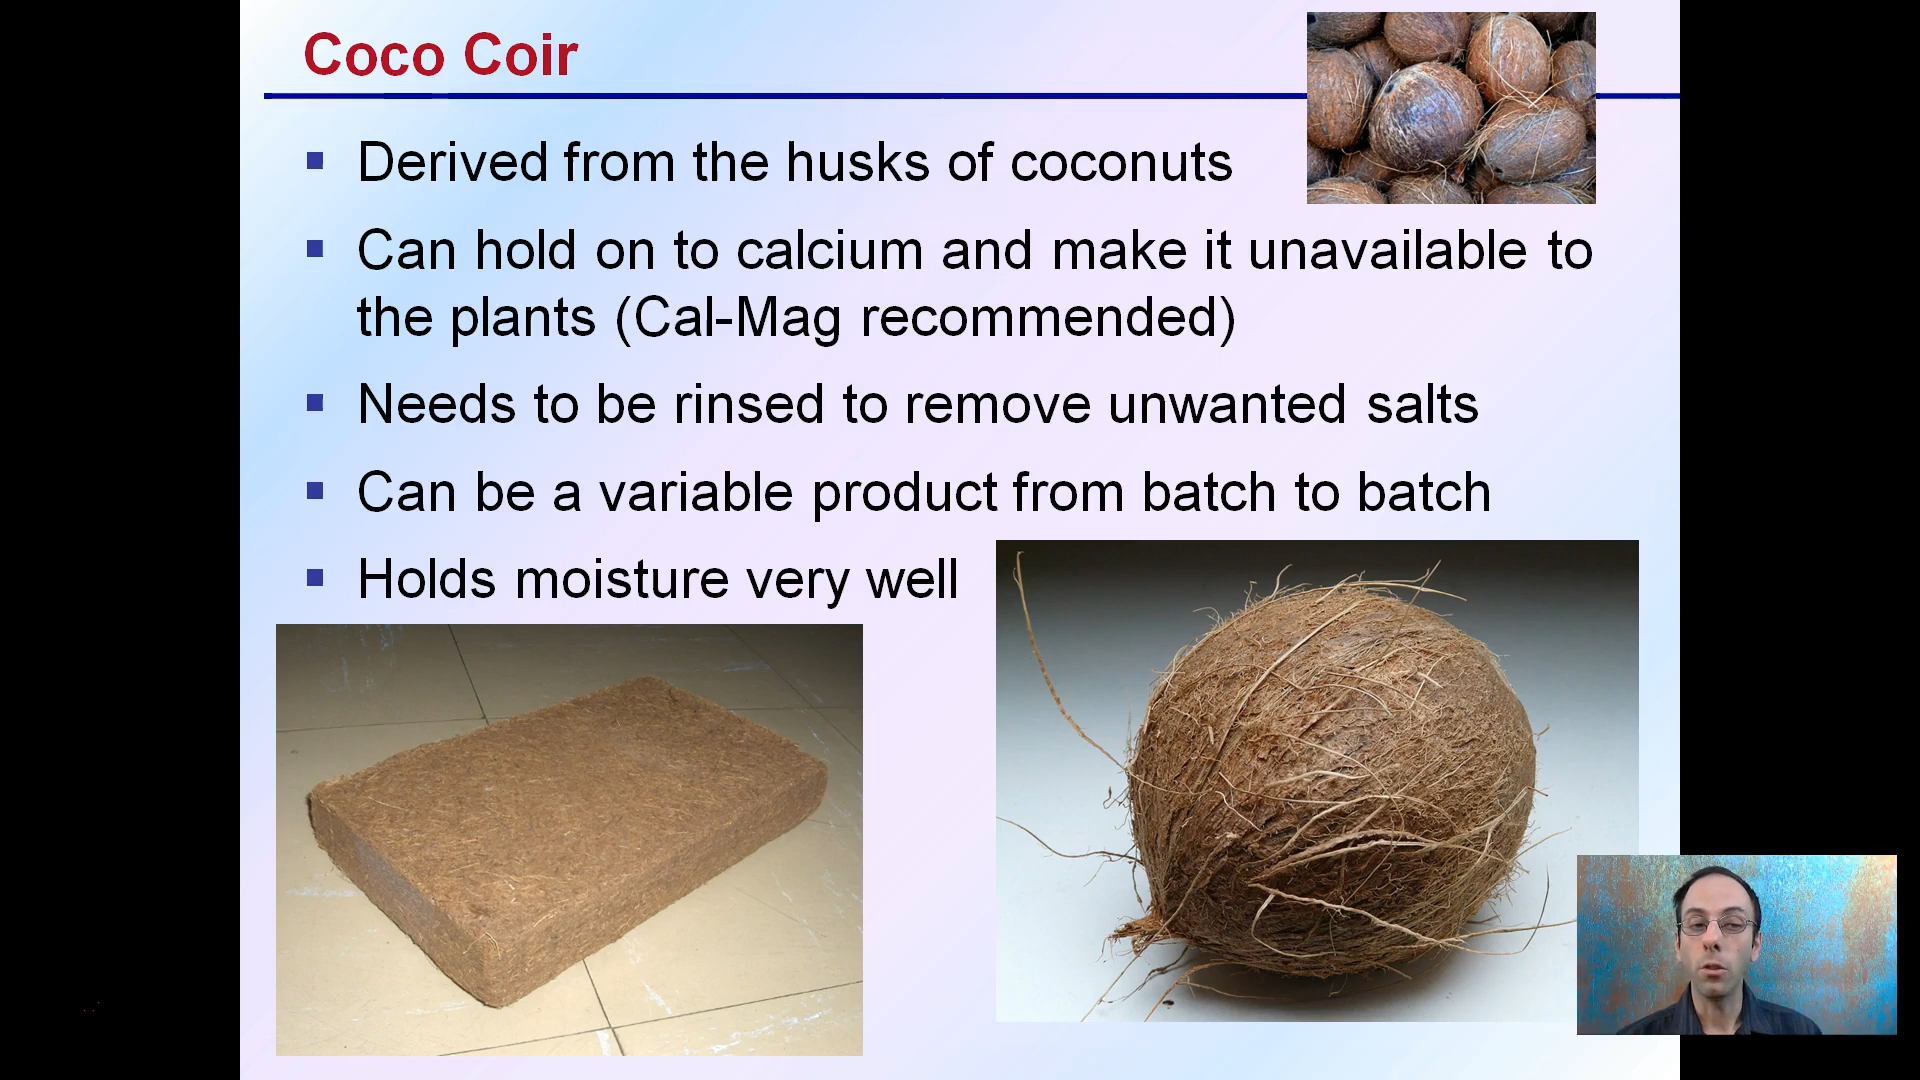 Coco Coir
Derived from the husks of coconuts
Can hold on to calcium and make it unavailable to
the plants (Cal-Mag recommended)
Needs to be rinsed to remove unwanted salts
Can be a variable product from batch to batch
Holds moisture very well